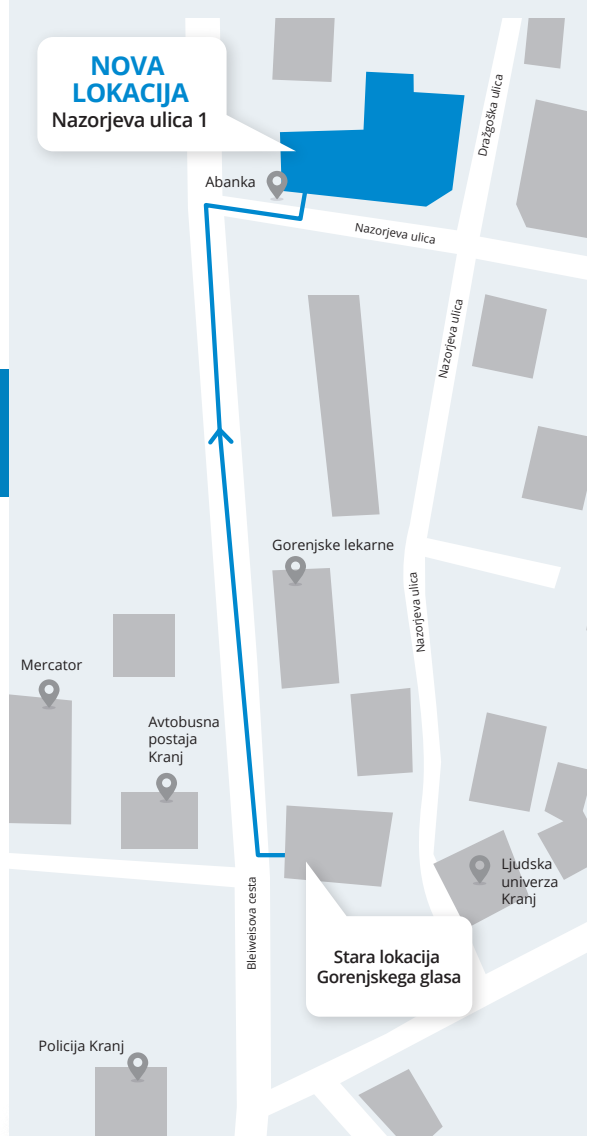 NOVA
LOKACIJA
Nazorjeva ulica 1
Dražgoška ulica
Abanka
Nazorjeva ulica
Nazorjeva ulica
Gorenjske lekarne
Nazorjeva ulica
Mercator
Avtobusna
postaja
Kranj
Ljudska
univerza
Kranj
Bleiweisova cesta
Stara lokacija
Gorenjskega glasa
Policija Kranj